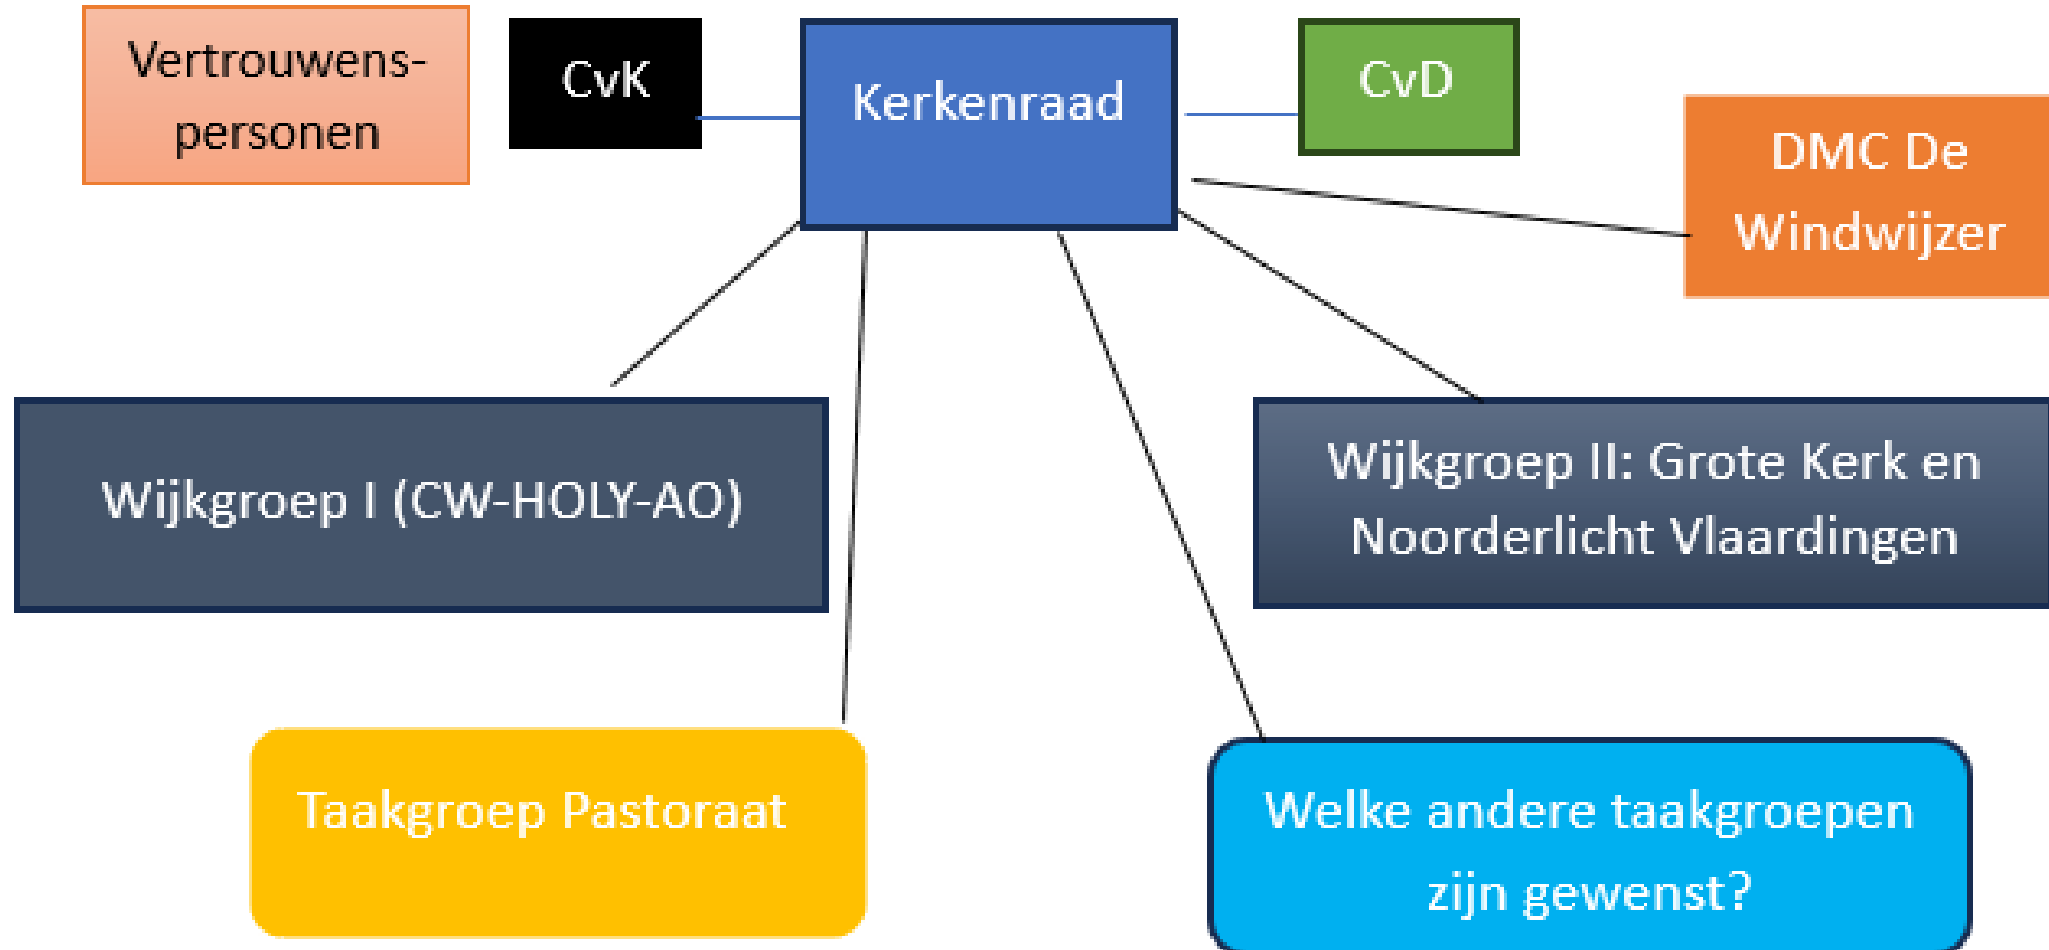 Vertrouwens-
personen
CvK
Kerkenraad
CvD
DMC De
Windwijzer
Wijkgroep I (CW-HOLY-AO)
Wijkgroep II: Grote Kerk en
Noorderlicht Vlaardingen
Taakgroep Pastoraat
Welke andere taakgroepen
zijn gewenst?